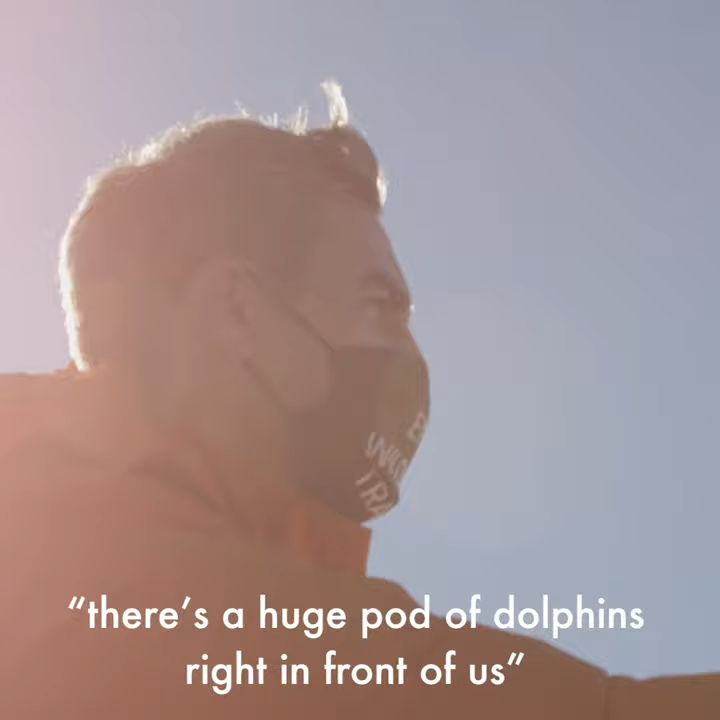 “there’s a huge pod of dolphins
right in front of us”